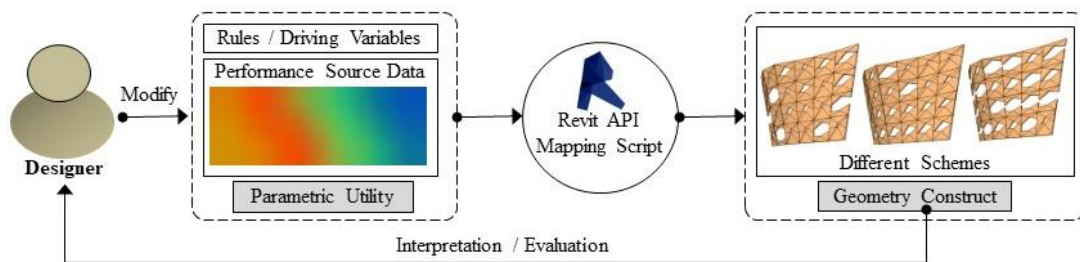 Designer
Modify
Rules / Driving Variables
Performance Source Data
Parametric Utility
Revit API
Mapping Script
Different Schemes
Geometry Construct
Interpretation / Evaluation